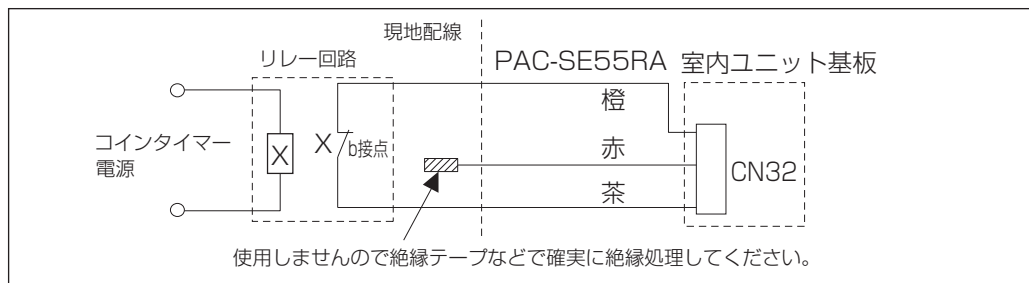 現地配線
リレー回路
PAC-SE55RA 室内ユニット基板
橙
コインタイマー
電源
X
X
b接点
赤
CN32
茶
使用しませんので絶縁テープなどで確実に絶縁処理してください。